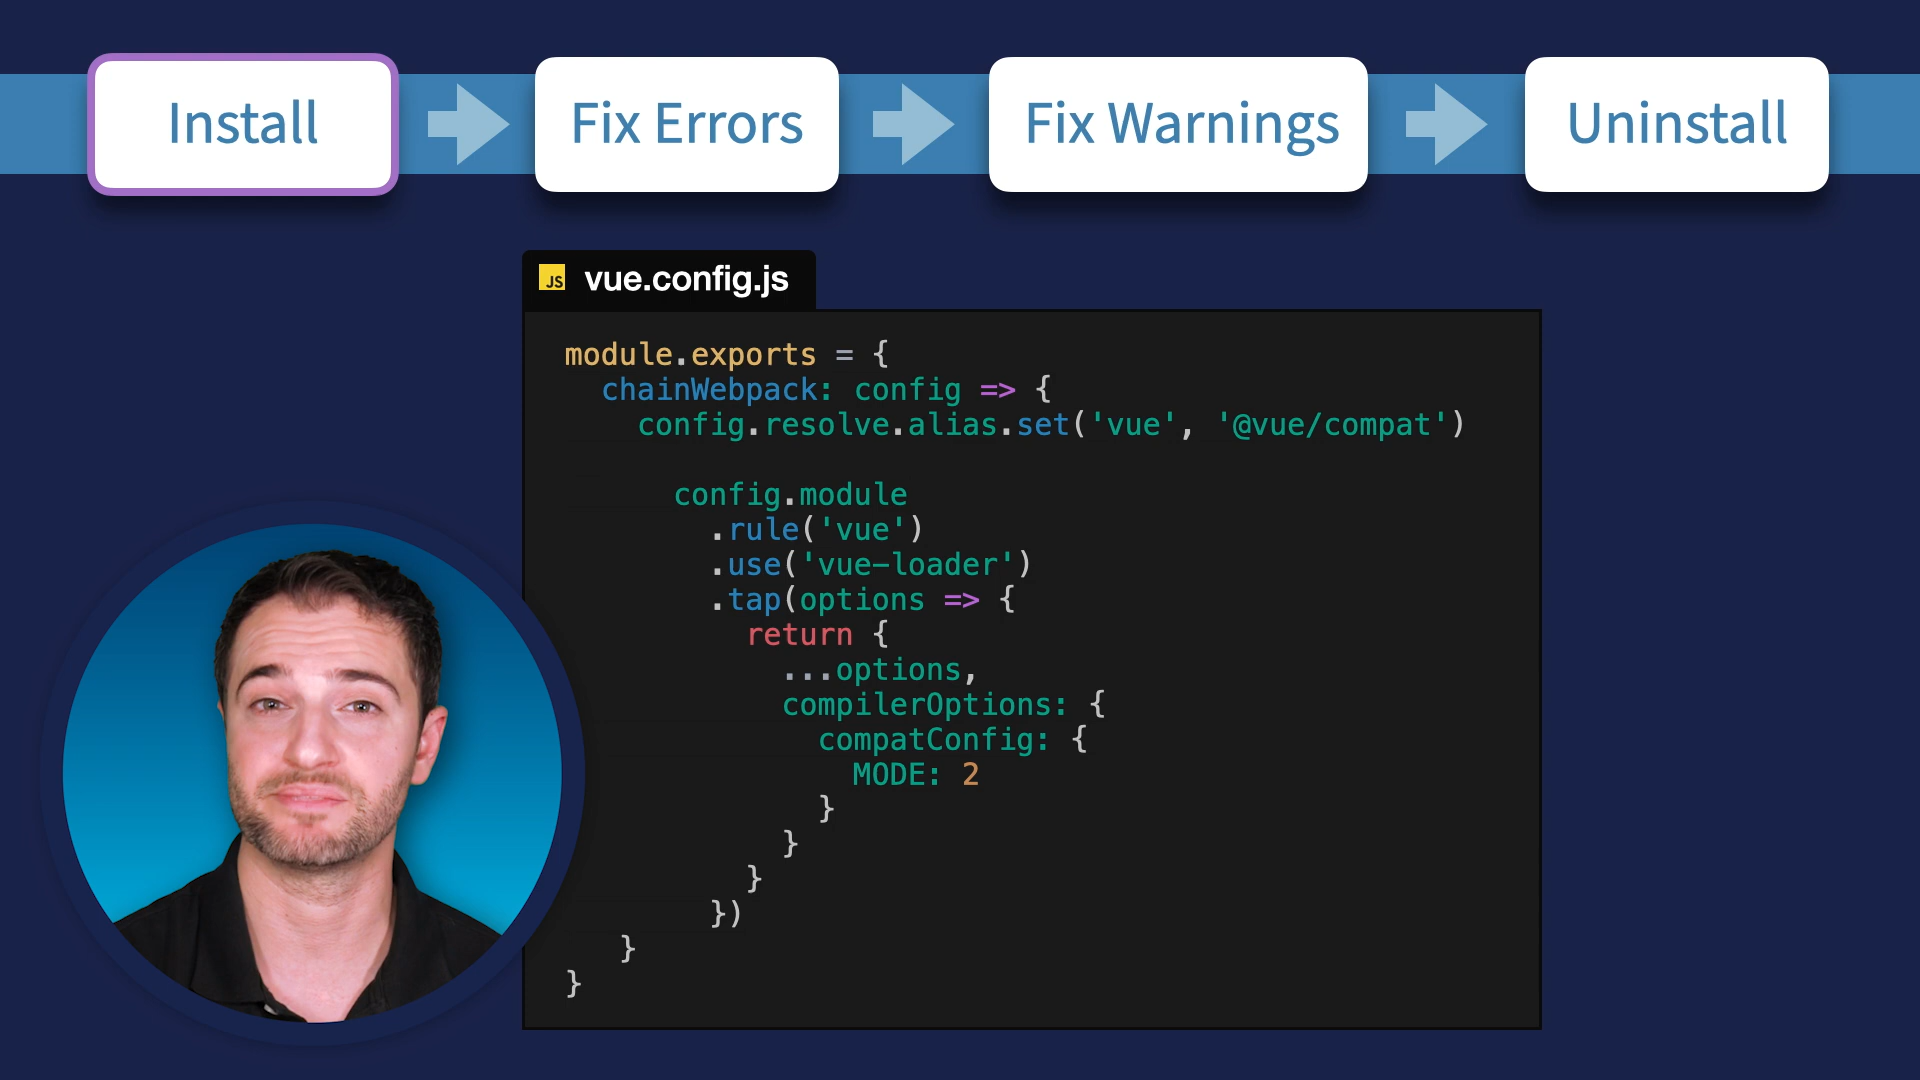 Install
Fix Errors
Fix Warnings
Uninstall
JS vue.config.js
module.exports = {
  chainWebpack: config => {
    config.resolve.alias.set('vue', '@vue/compat')

      config.module
        .rule('vue')
        .use('vue-loader')
        .tap(options => {
          return {
            ...options,
            compilerOptions: {
              compatConfig: {
                MODE: 2
              }
            }
          }
        })
   }
}